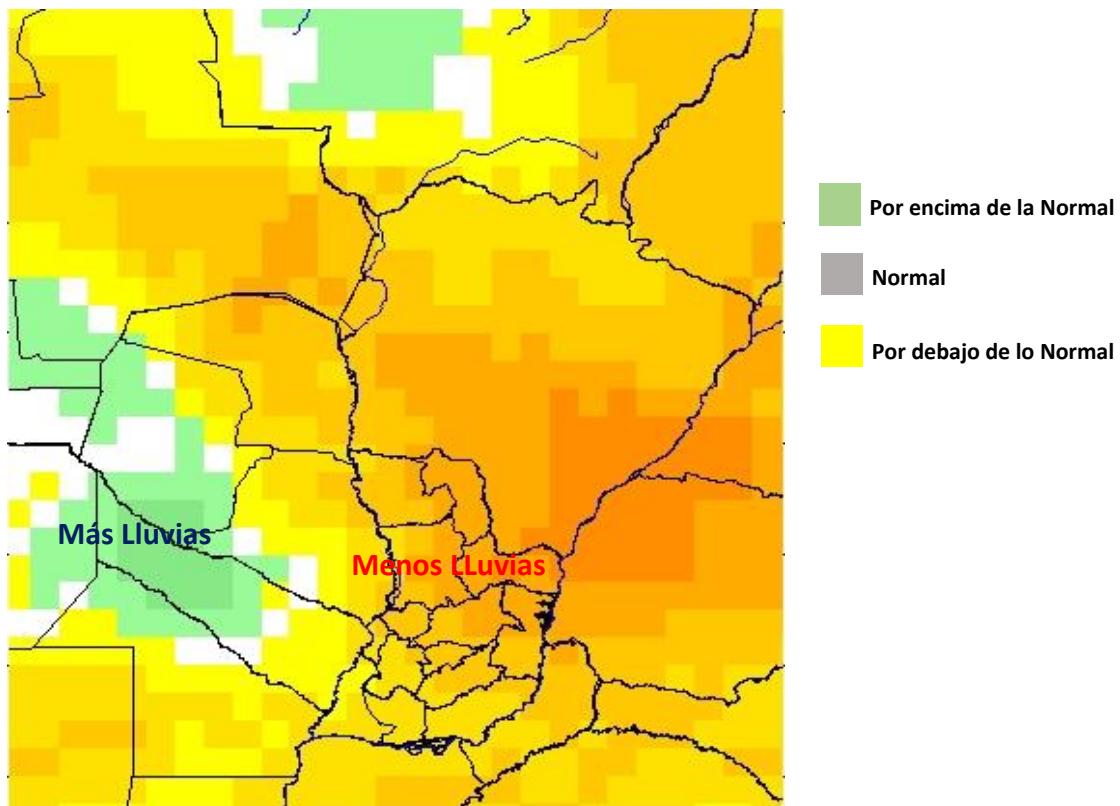 Por encima de la Normal
Normal
Por debajo de lo Normal
Más Lluvias
Menos LLuvias